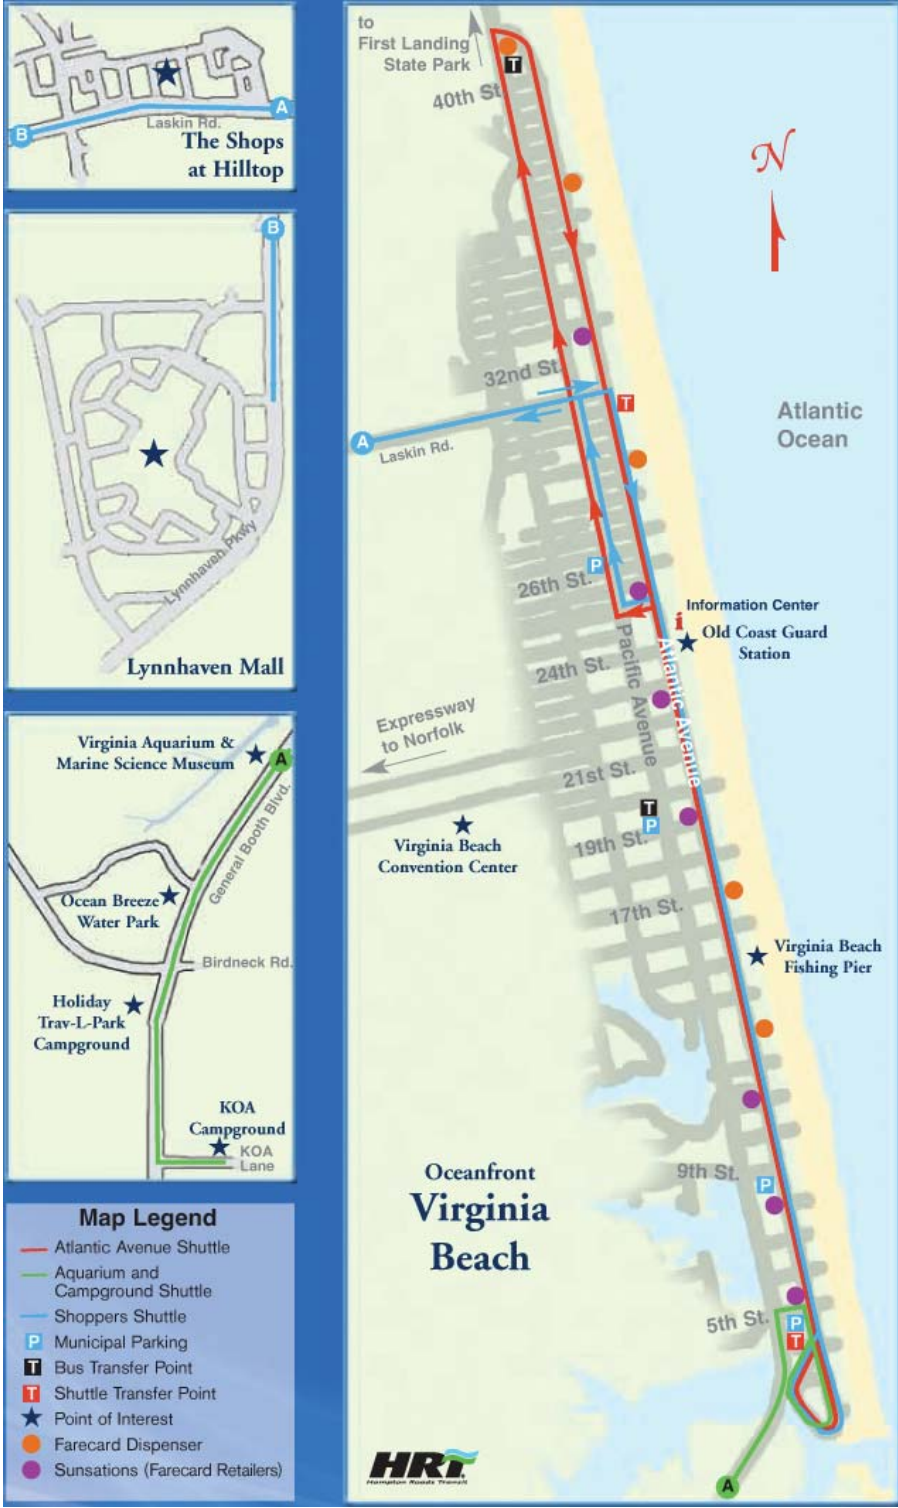 A
B
Laskin Rd.
The Shops
at Hilltop
B
Lynnhaven Pkwy
Lynnhaven Mall
Virginia Aquarium &
Marine Science Museum
A
General Booth Blvd.
Ocean Breeze
Water Park
Birdneck Rd.
Holiday
Trav-L-Park
Campground
KOA
Campground
KOA
Lane
Map Legend
Atlantic Avenue Shuttle
Aquarium and
Campground Shuttle
Shoppers Shuttle
P Municipal Parking
T Bus Transfer Point
T Shuttle Transfer Point
Point of Interest
Farecard Dispenser
Sunsations (Farecard Retailers)
to
First Landing
State Park
T
40th St.
N
32nd St.
T
A
Laskin Rd.
Atlantic
Ocean
P
26th St.
Information Center
i
Old Coast Guard
Station
24th St.
Pacific Avenue
Atlantic Avenue
Expressway
to Norfolk
21st St.
T
P
19th St.
Virginia Beach
Convention Center
17th St.
Virginia Beach
Fishing Pier
9th St.
P
Oceanfront
Virginia
Beach
5th St.
P
T
HRT
Hampton Roads Transit
A